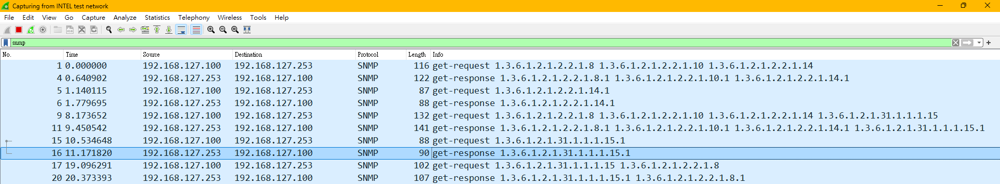 Capturing from INTEL test network
File Edit View Go Capture Analyze Statistics Telephony Wireless Tools Help
snmp
No. Time Source Destination Protocol Length Info
1 0.000000 192.168.127.100 192.168.127.253 SNMP 116 get-request 1.3.6.1.2.1.2.2.1.8 1.3.6.1.2.1.2.2.1.10 1.3.6.1.2.1.2.2.1.14
4 0.640902 192.168.127.253 192.168.127.100 SNMP 122 get-response 1.3.6.1.2.1.2.2.1.8.1 1.3.6.1.2.1.2.2.1.10.1 1.3.6.1.2.1.2.2.1.14.1
5 1.140115 192.168.127.100 192.168.127.253 SNMP 87 get-request 1.3.6.1.2.1.2.2.1.14.1
6 1.779695 192.168.127.253 192.168.127.100 SNMP 88 get-response 1.3.6.1.2.1.2.2.1.14.1
9 8.173652 192.168.127.100 192.168.127.253 SNMP 132 get-request 1.3.6.1.2.1.2.2.1.8 1.3.6.1.2.1.2.2.1.10 1.3.6.1.2.1.2.2.1.14 1.3.6.1.2.1.31.1.1.1.15
11 9.450542 192.168.127.253 192.168.127.100 SNMP 141 get-response 1.3.6.1.2.1.2.2.1.8.1 1.3.6.1.2.1.2.2.1.10.1 1.3.6.1.2.1.2.2.1.14.1 1.3.6.1.2.1.31.1.1.1.15.1
15 10.534648 192.168.127.100 192.168.127.253 SNMP 88 get-request 1.3.6.1.2.1.31.1.1.1.15.1
16 11.171820 192.168.127.253 192.168.127.100 SNMP 90 get-response 1.3.6.1.2.1.31.1.1.1.15.1
17 19.096291 192.168.127.100 192.168.127.253 SNMP 102 get-request 1.3.6.1.2.1.31.1.1.1.15 1.3.6.1.2.1.2.2.1.8
20 20.373393 192.168.127.253 192.168.127.100 SNMP 107 get-response 1.3.6.1.2.1.31.1.1.1.15.1 1.3.6.1.2.1.2.2.1.8.1